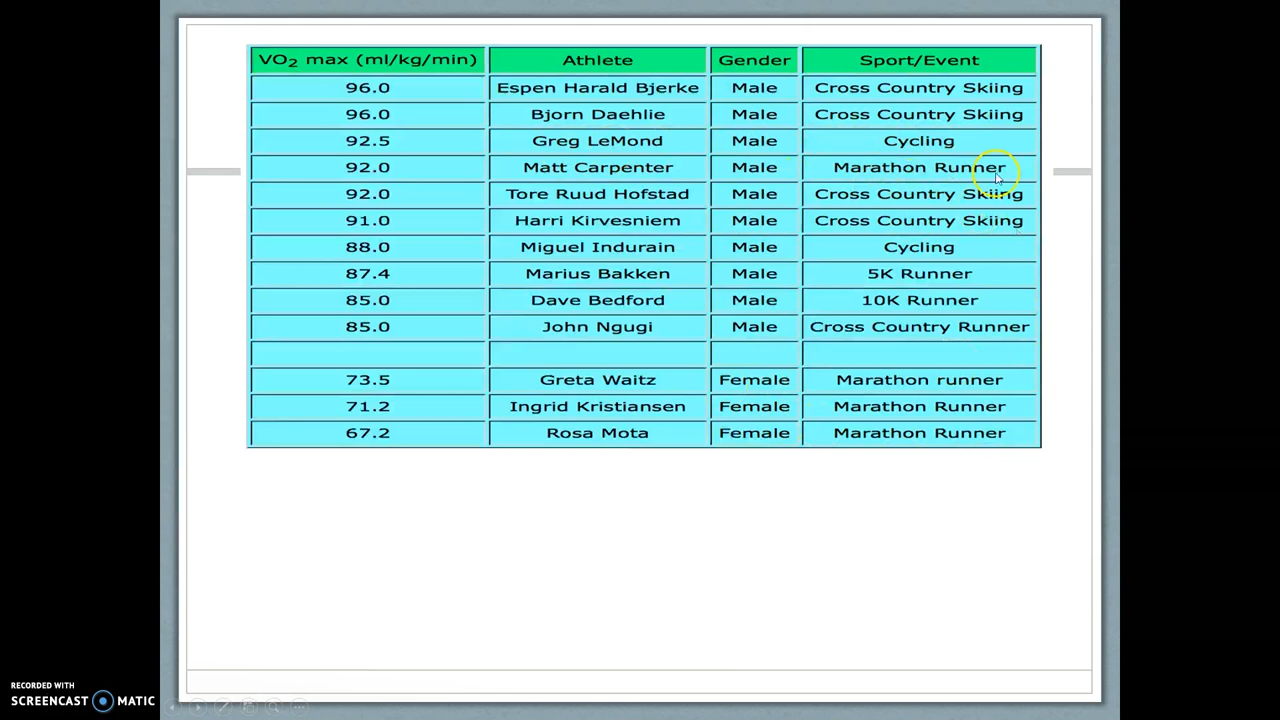 VO2 max (ml/kg/min) Athlete Gender Sport/Event
96.0 Espen Harald Bjerke Male Cross Country Skiing
96.0 Bjorn Daehlie Male Cross Country Skiing
92.5 Greg LeMond Male Cycling
92.0 Matt Carpenter Male Marathon Runner
92.0 Tore Ruud Hofstad Male Cross Country Skiing
91.0 Harri Kirvesniem Male Cross Country Skiing
88.0 Miguel Indurain Male Cycling
87.4 Marius Bakken Male 5K Runner
85.0 Dave Bedford Male 10K Runner
85.0 John Ngugi Male Cross Country Runner
73.5 Greta Waitz Female Marathon runner
71.2 Ingrid Kristiansen Female Marathon Runner
67.2 Rosa Mota Female Marathon Runner
RECORDED WITH
SCREENCAST MATIC